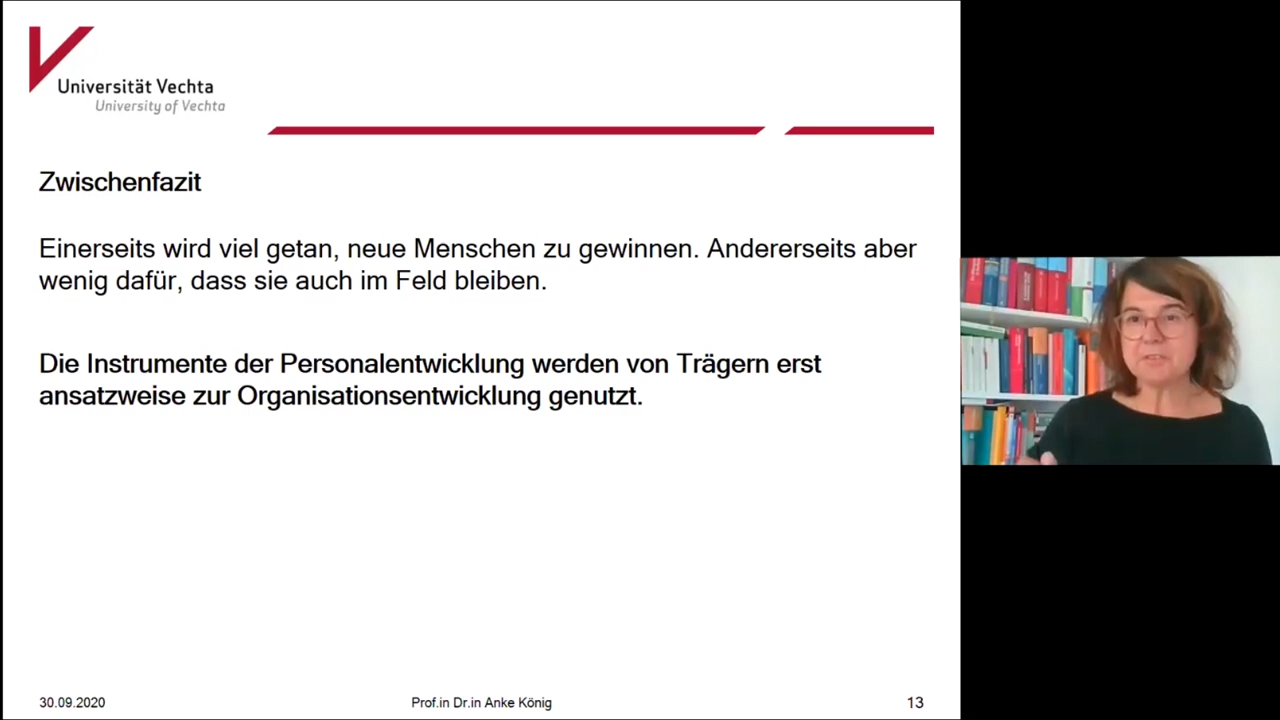 Universität Vechta
University of Vechta
Zwischenfazit
Einerseits wird viel getan, neue Menschen zu gewinnen. Andererseits aber
wenig dafür, dass sie auch im Feld bleiben.
Die Instrumente der Personalentwicklung werden von Trägern erst
ansatzweise zur Organisationsentwicklung genutzt.
30.09.2020
Prof.in Dr.in Anke König
13